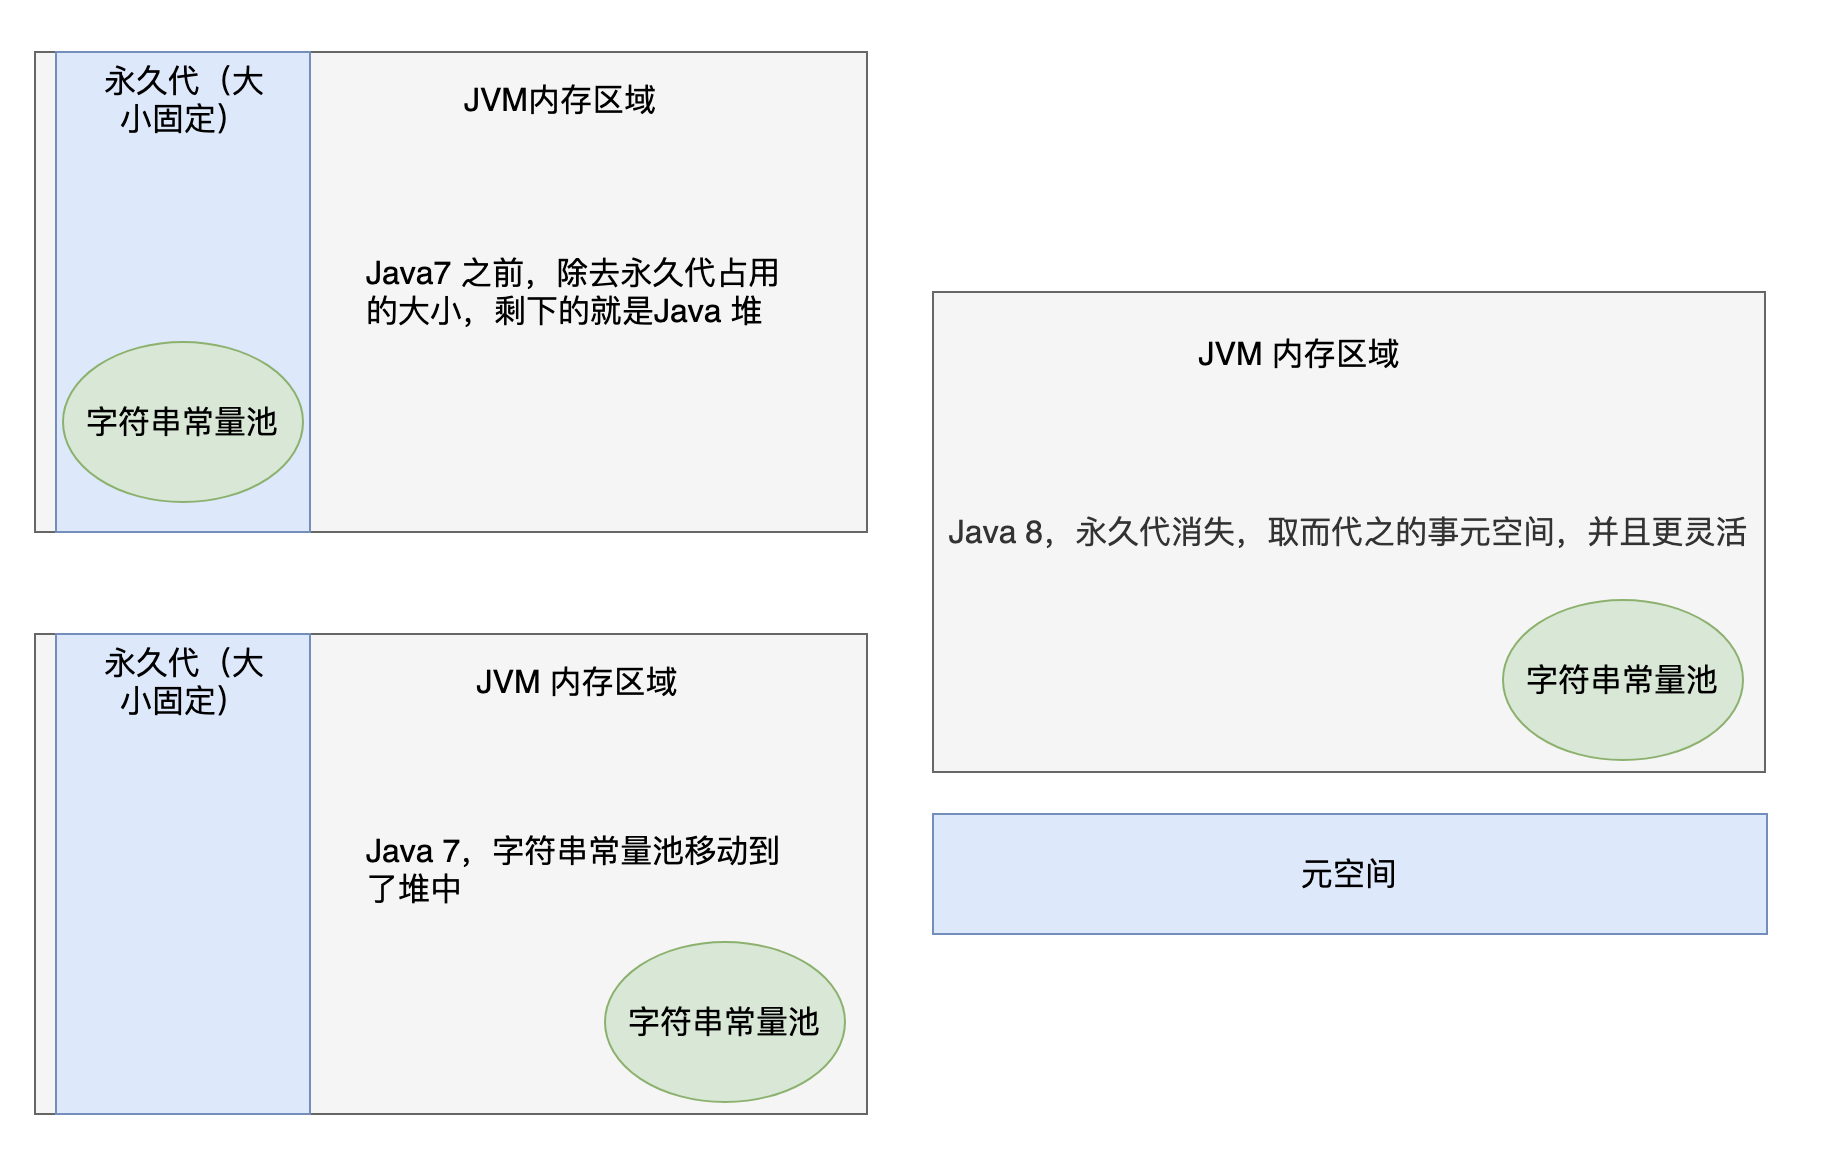 永久代（大
小固定）
JVM内存区域
Java7 之前，除去永久代占用
的大小，剩下的就是Java 堆
字符串常量池
永久代（大
小固定）
JVM 内存区域
Java 7，字符串常量池移动到
了堆中
字符串常量池
JVM 内存区域
Java 8，永久代消失，取而代之的事元空间，并且更灵活
字符串常量池
元空间